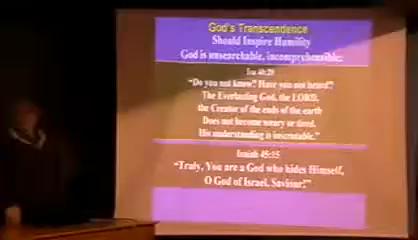 God's Transcendence
Should Inspire Humility
God is unsearchable, incomprehensible.
Isa 40:28
"Do you not know? Have you not heard?
The Everlasting God, the LORD,
the Creator of the ends of the earth
Does not become weary or tired.
His understanding is inscrutable."
Isaiah 45:15
"Truly, You are a God who hides Himself,
O God of Israel, Saviour!"